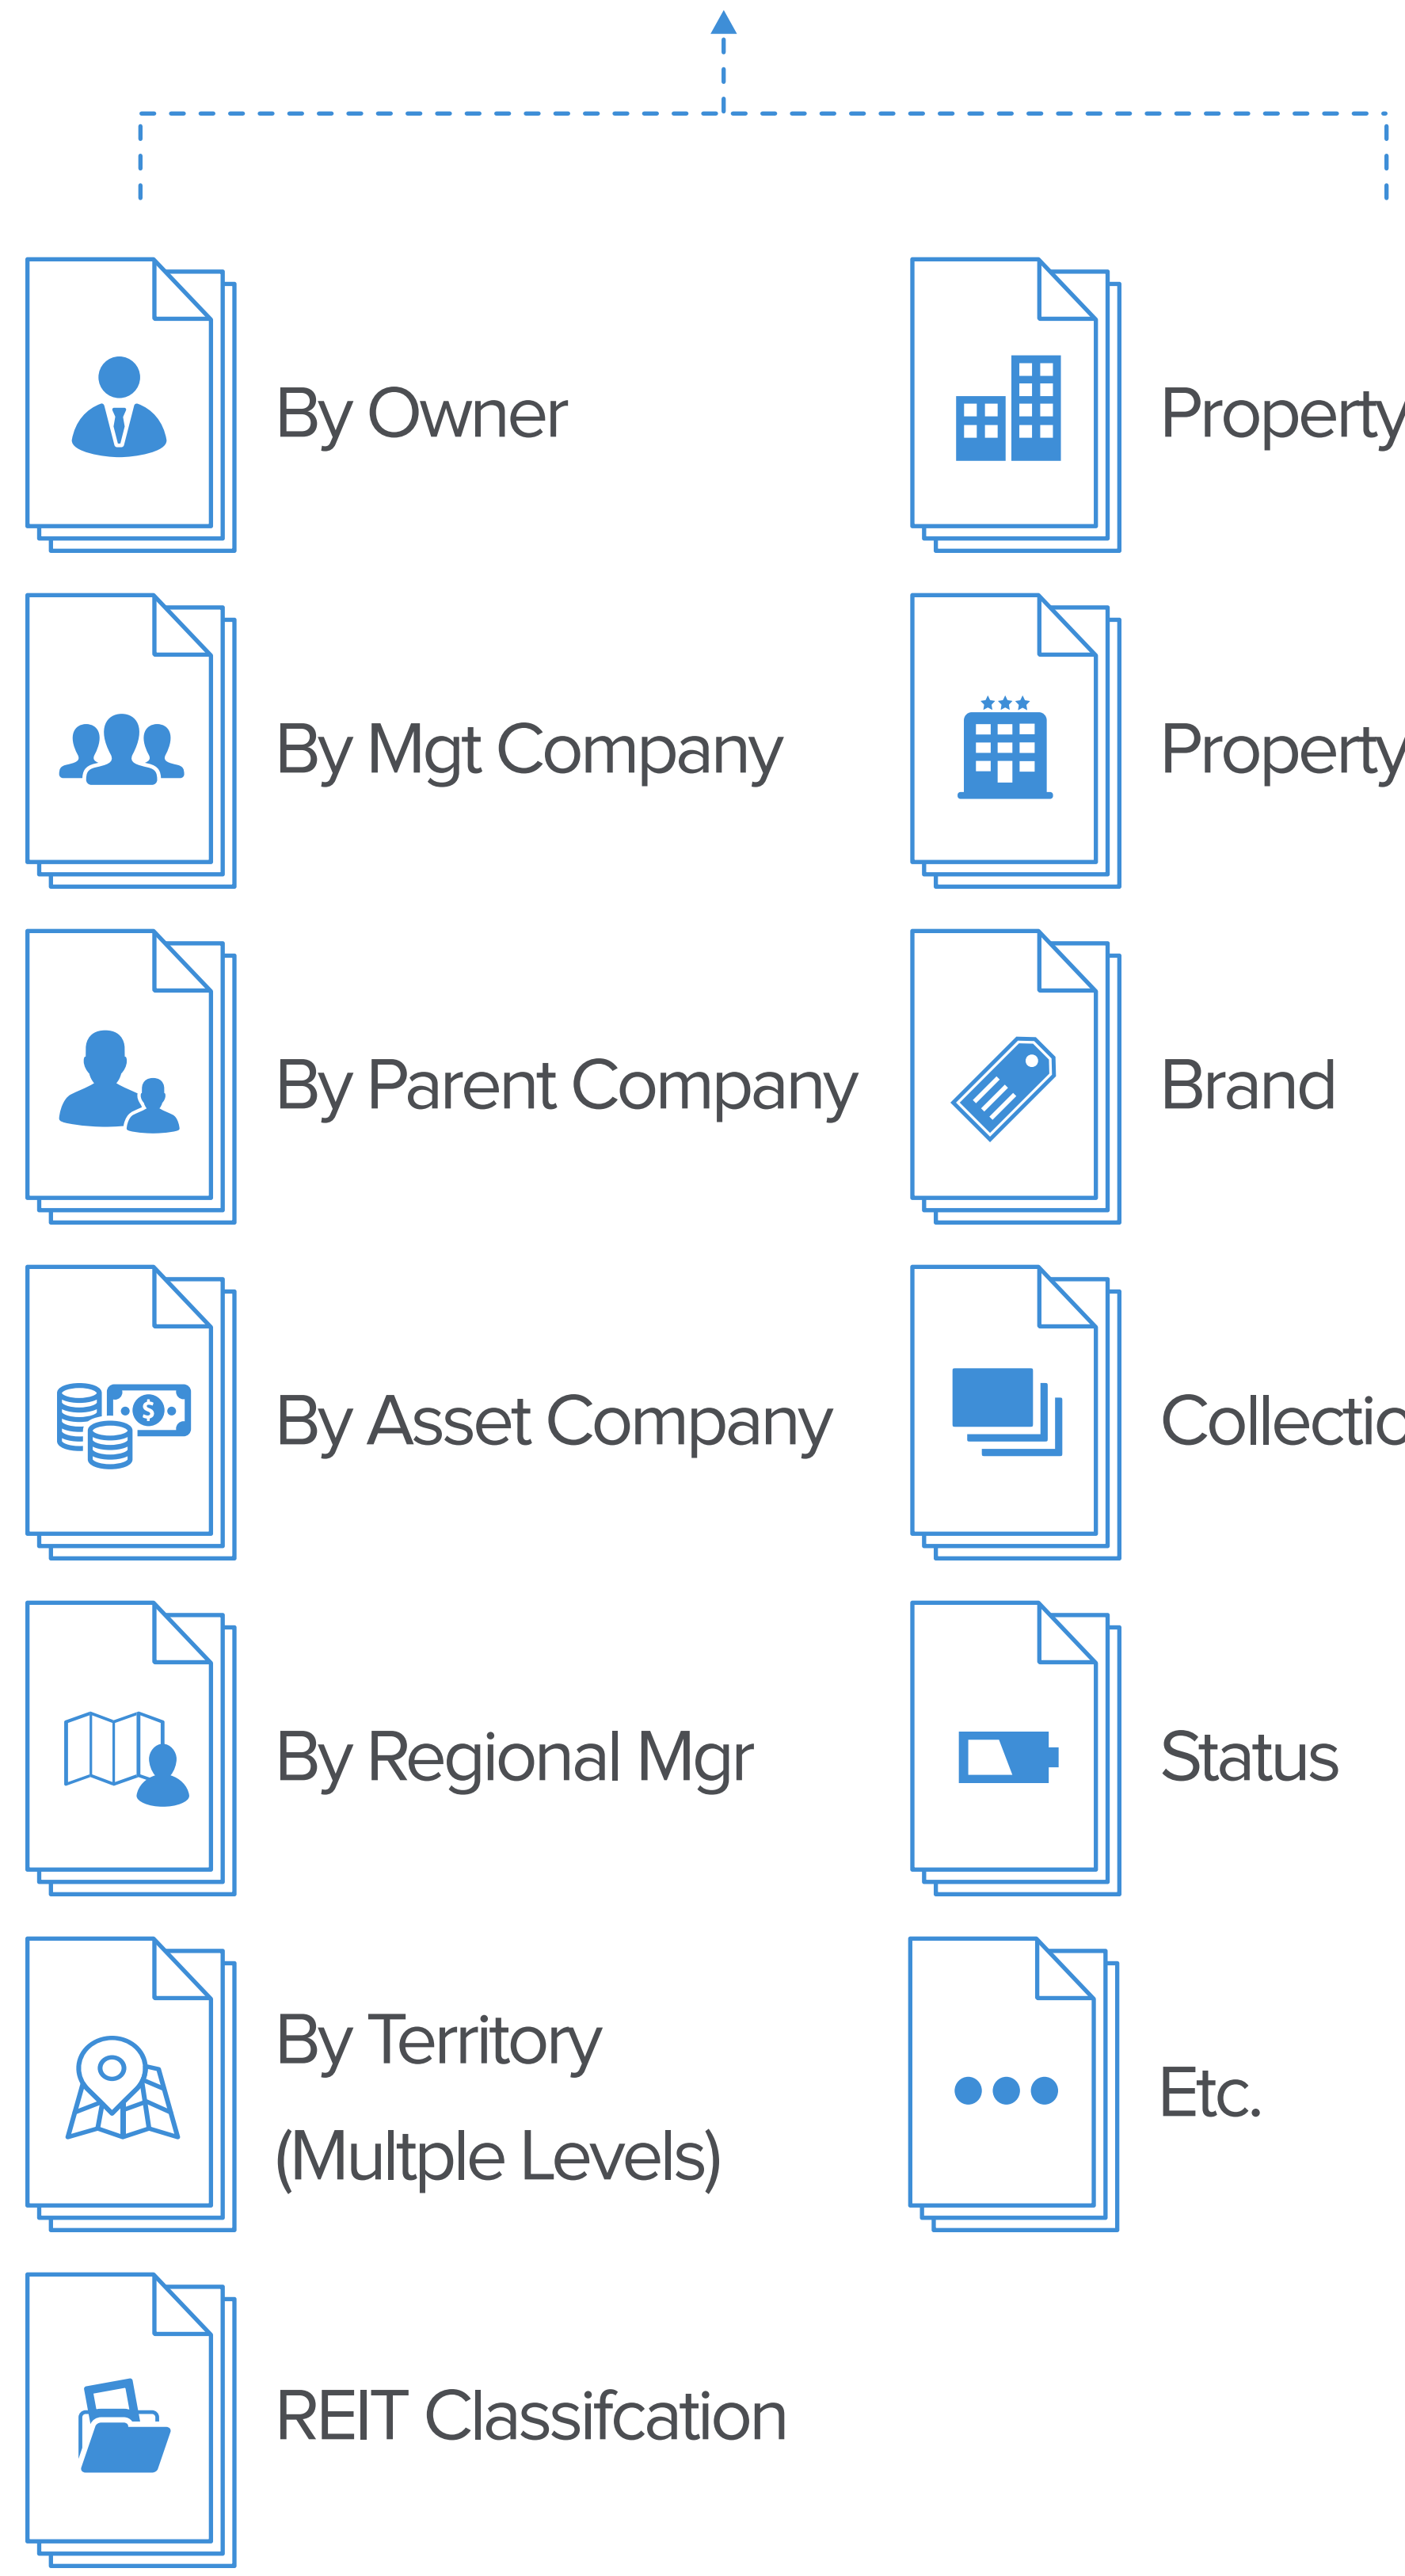 By Owner
By Mgt Company
By Parent Company
By Asset Company
By Regional Mgr
By Territory
(Multple Levels)
REIT Classifcation
Property
Property
Brand
Status
Etc.